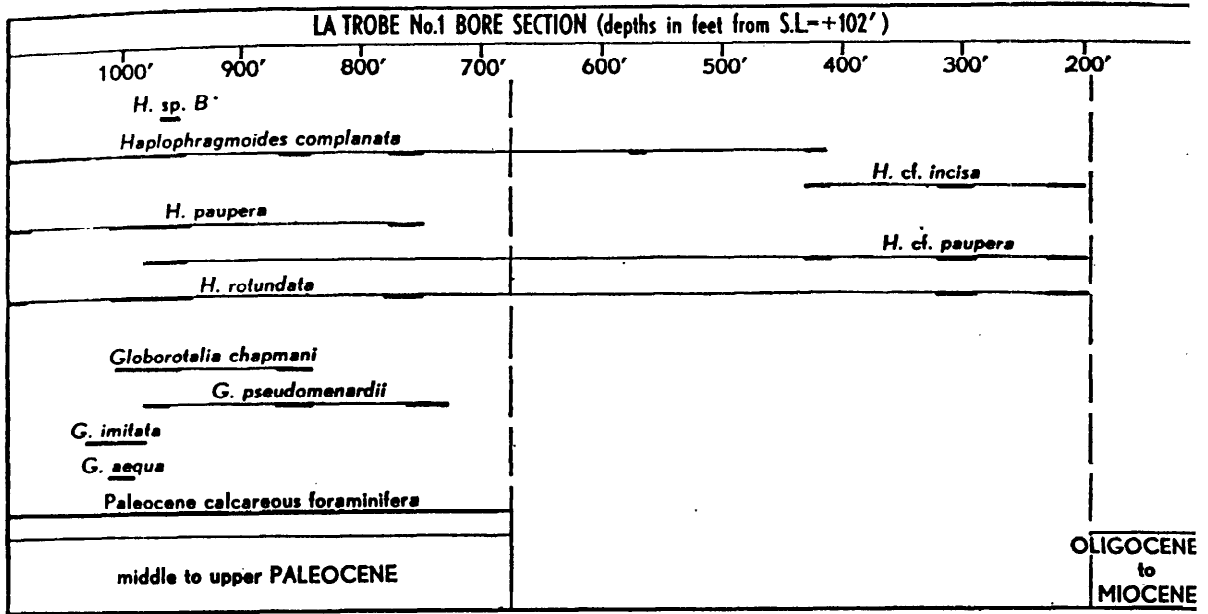 LA TROBE No.1 BORE SECTION (depths in feet from S.L.=+102′)
1000′ 900′ 800′ 700′ 600′ 500′ 400′ 300′ 200′
H. sp. B
Haplophragmoides complanata
H. cf. incisa
H. paupera
H. cf. paupera
H. rotundata
Globorotalia chapmani
G. pseudomenardii
G. imitata
G. aequa
Paleocene calcareous foraminifera
middle to upper PALEOCENE
OLIGOCENE
to
MIOCENE